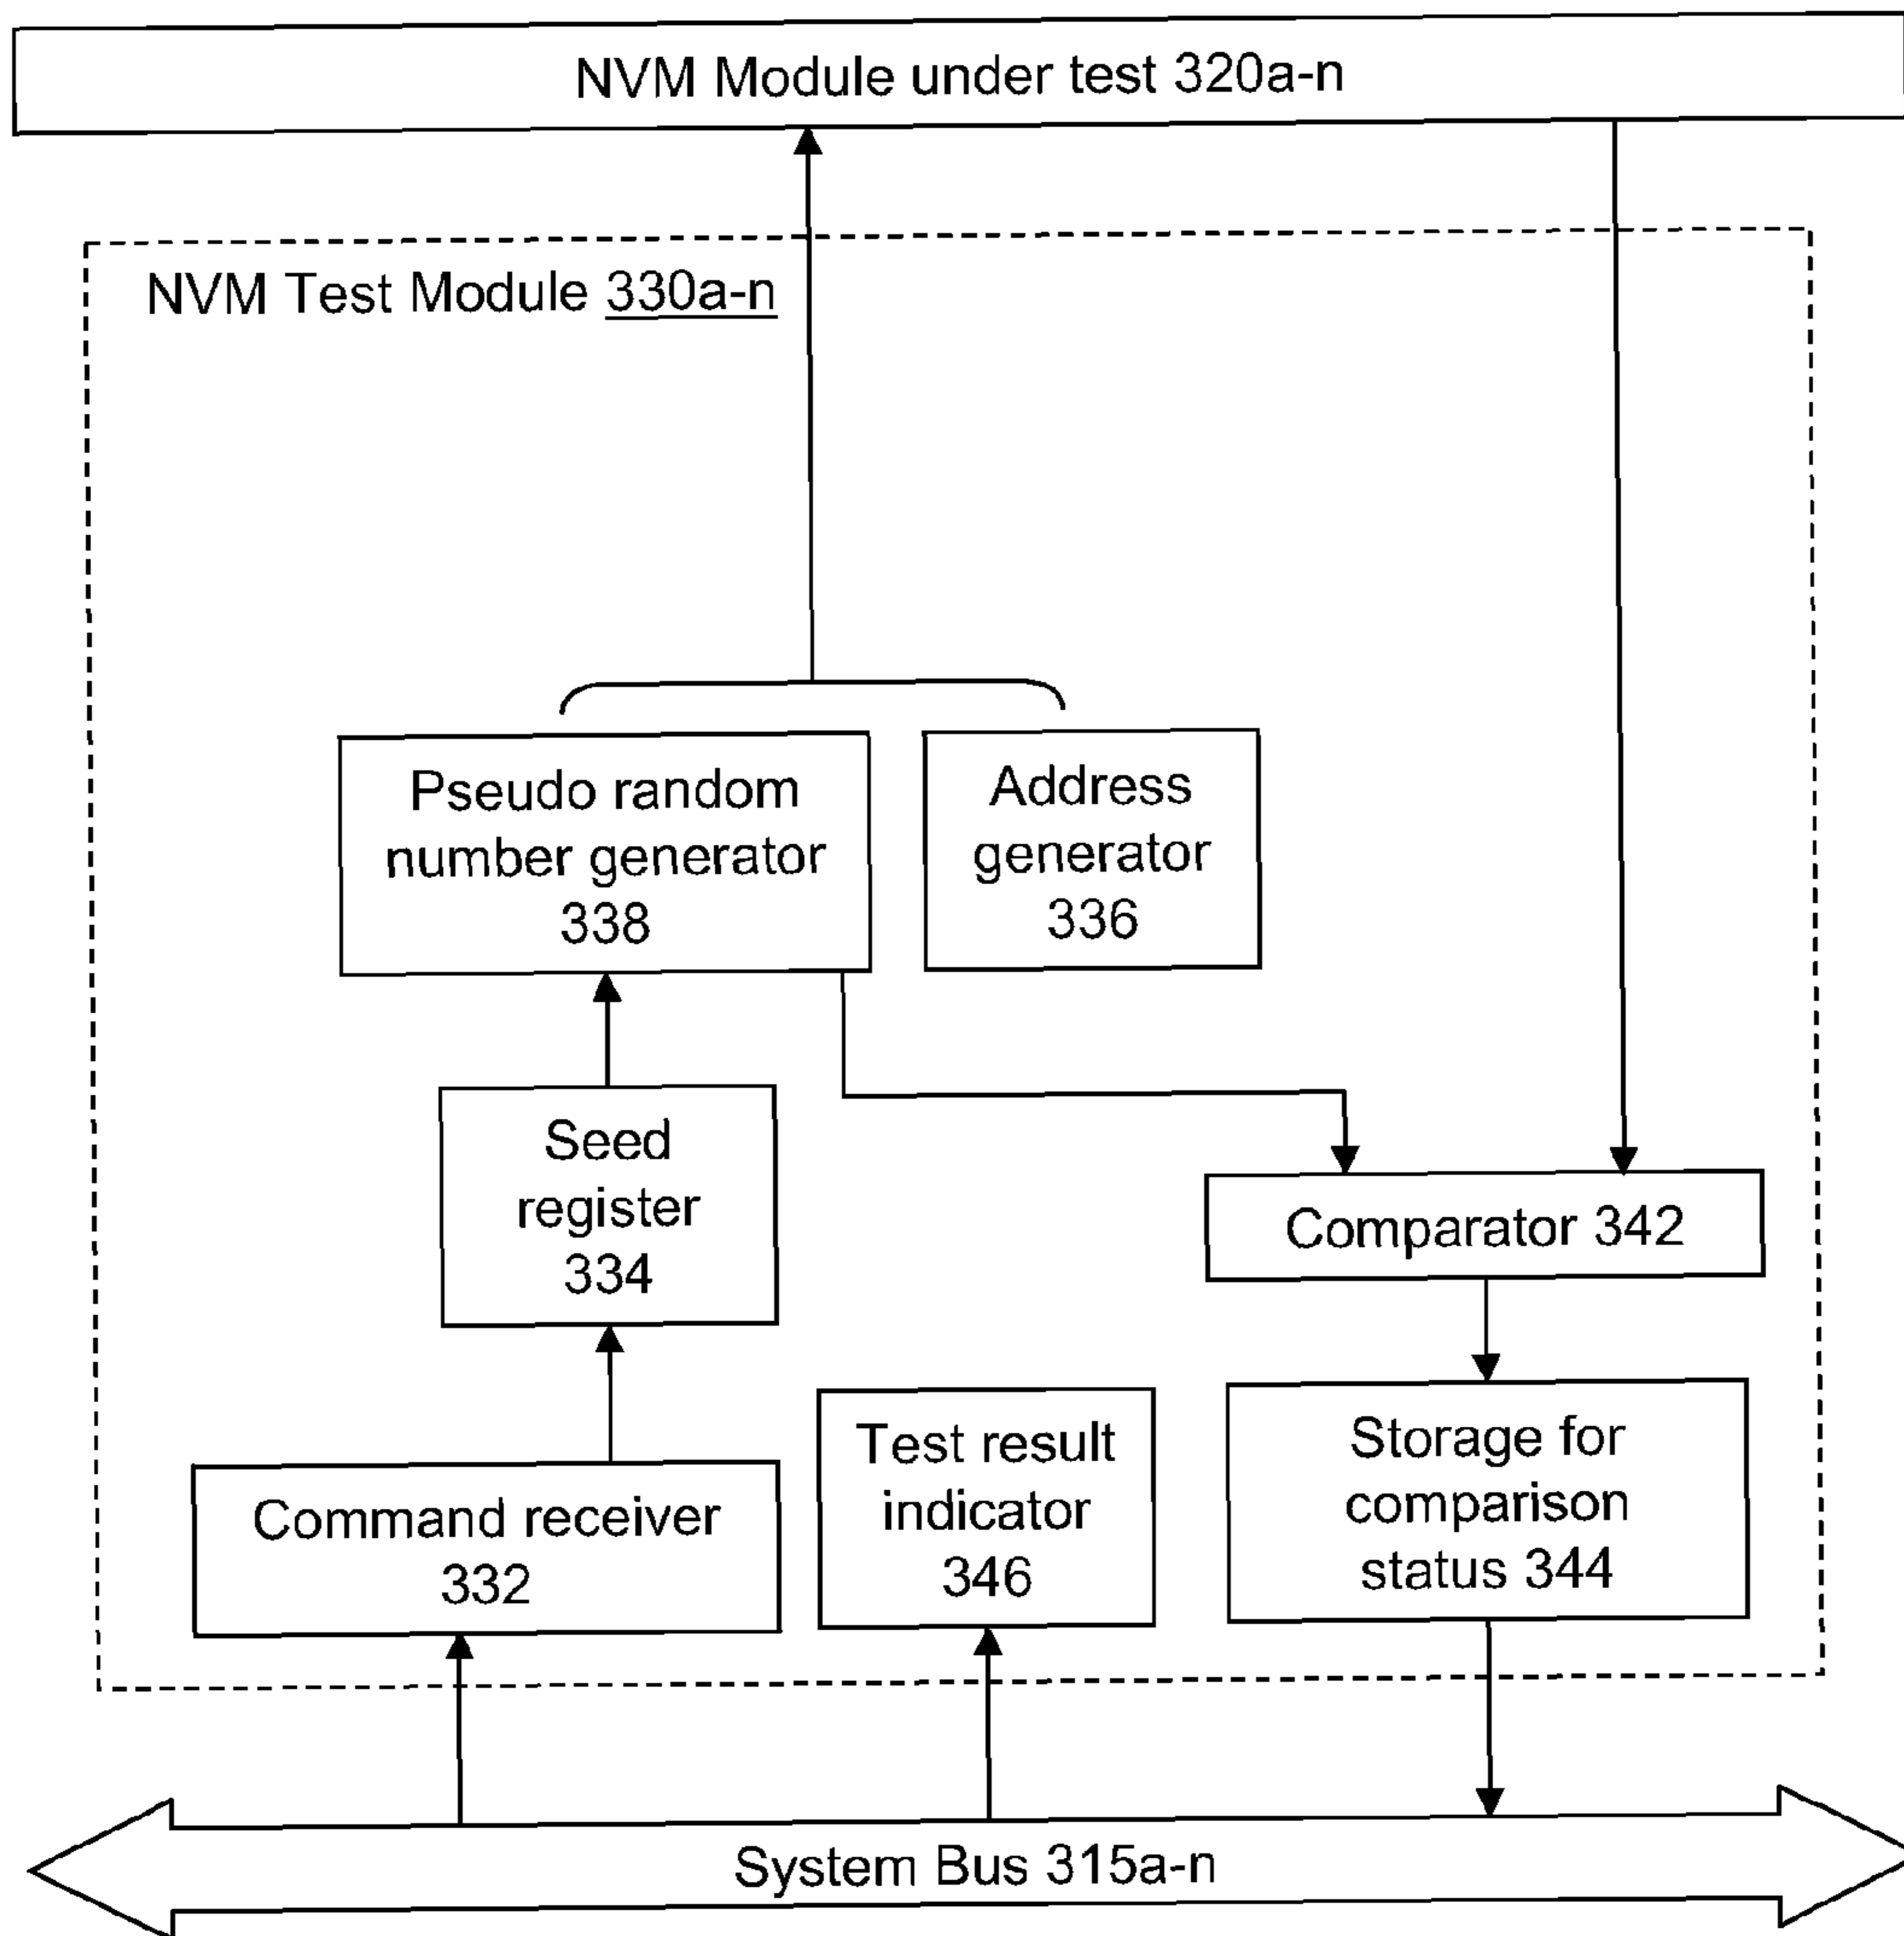 NVM Module under test 320a-n
NVM Test Module 330a-n
Pseudo random
number generator
338
Address
generator
336
Seed
register
334
Comparator 342
Command receiver
332
Test result
indicator
346
Storage for
comparison
status 344
System Bus 315a-n